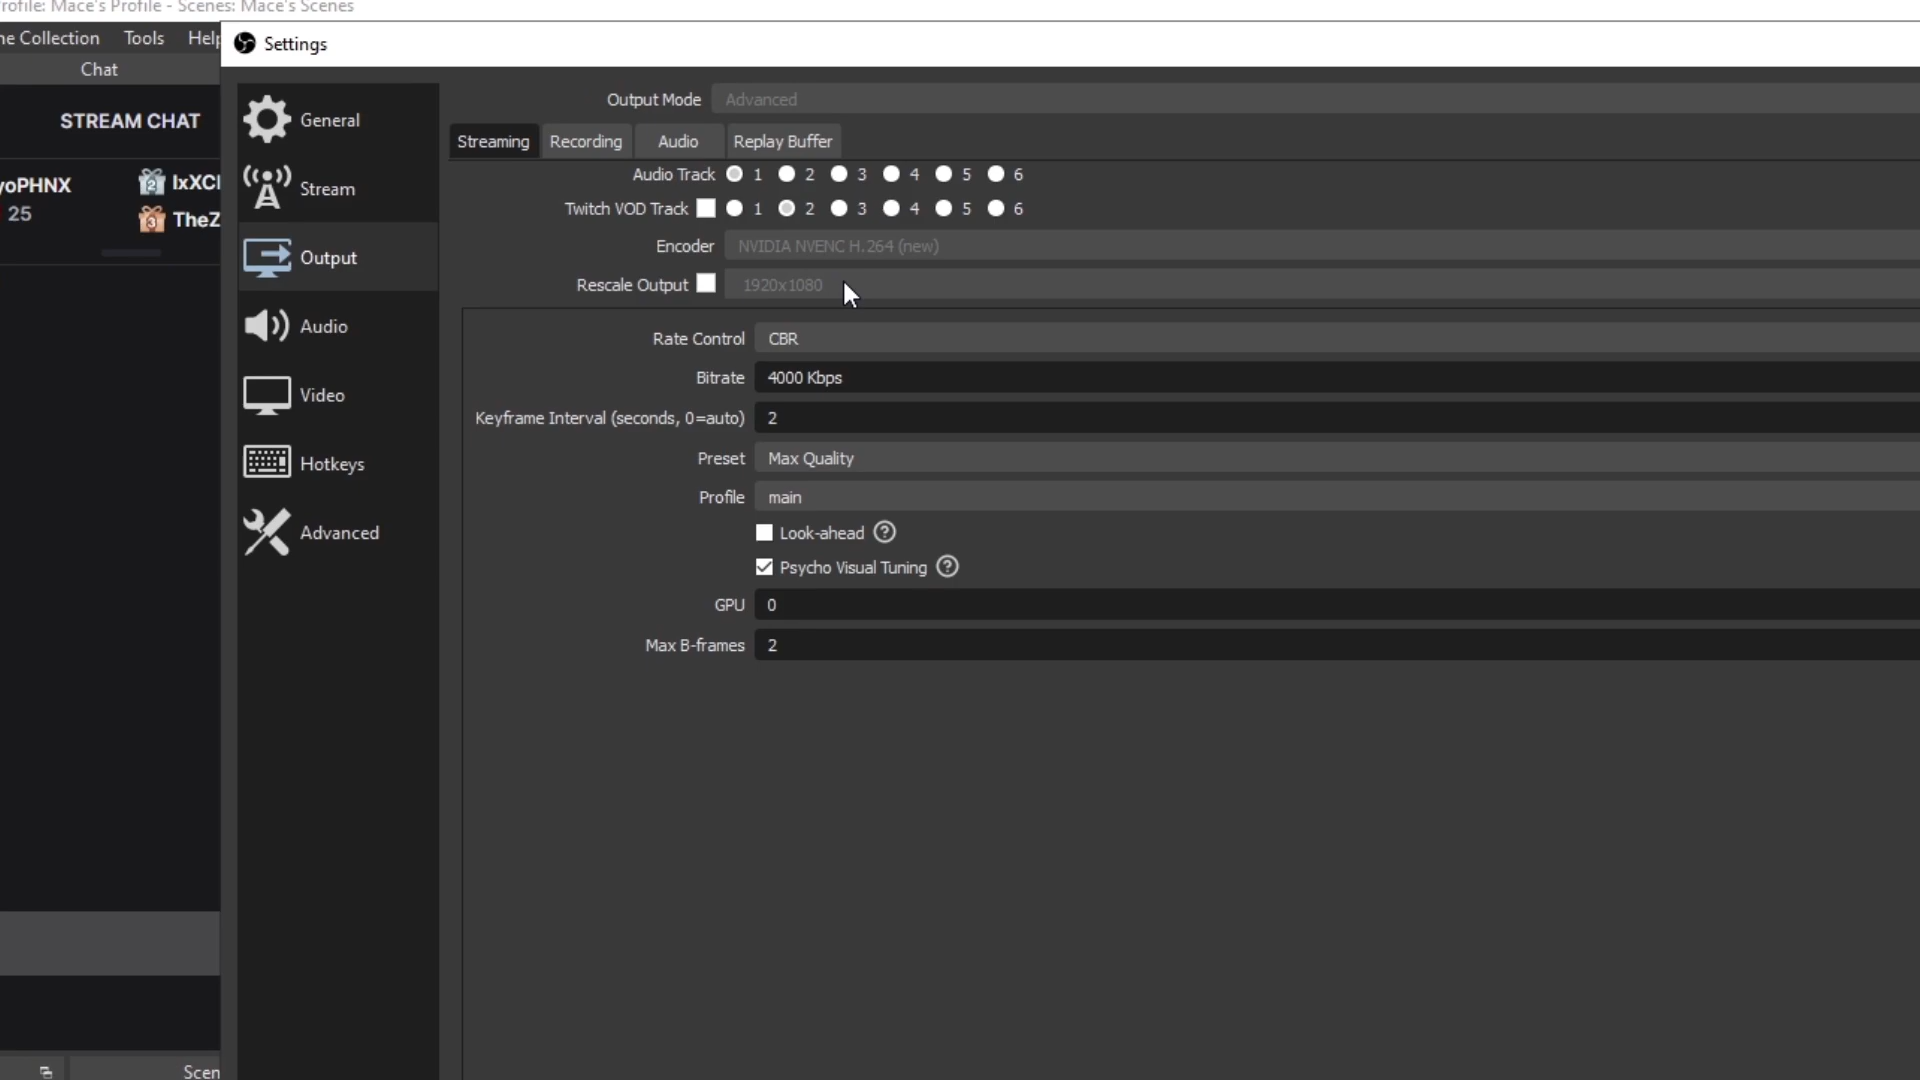 rofile: Mace's Profile - Scenes: Mace's Scenes
ne Collection Tools Help
Settings
Chat
STREAM CHAT
yoPHNX
25
2 IxXCl
3 TheZ
General
Stream
Output
Audio
Video
Hotkeys
Advanced
Output Mode Advanced
Streaming Recording Audio Replay Buffer
Audio Track 1 2 3 4 5 6
Twitch VOD Track 1 2 3 4 5 6
Encoder NVIDIA NVENC H.264 (new)
Rescale Output 1920x1080
Rate Control CBR
Bitrate 4000 Kbps
Keyframe Interval (seconds, 0=auto) 2
Preset Max Quality
Profile main
Look-ahead ?
Psycho Visual Tuning ?
GPU 0
Max B-frames 2
Scen